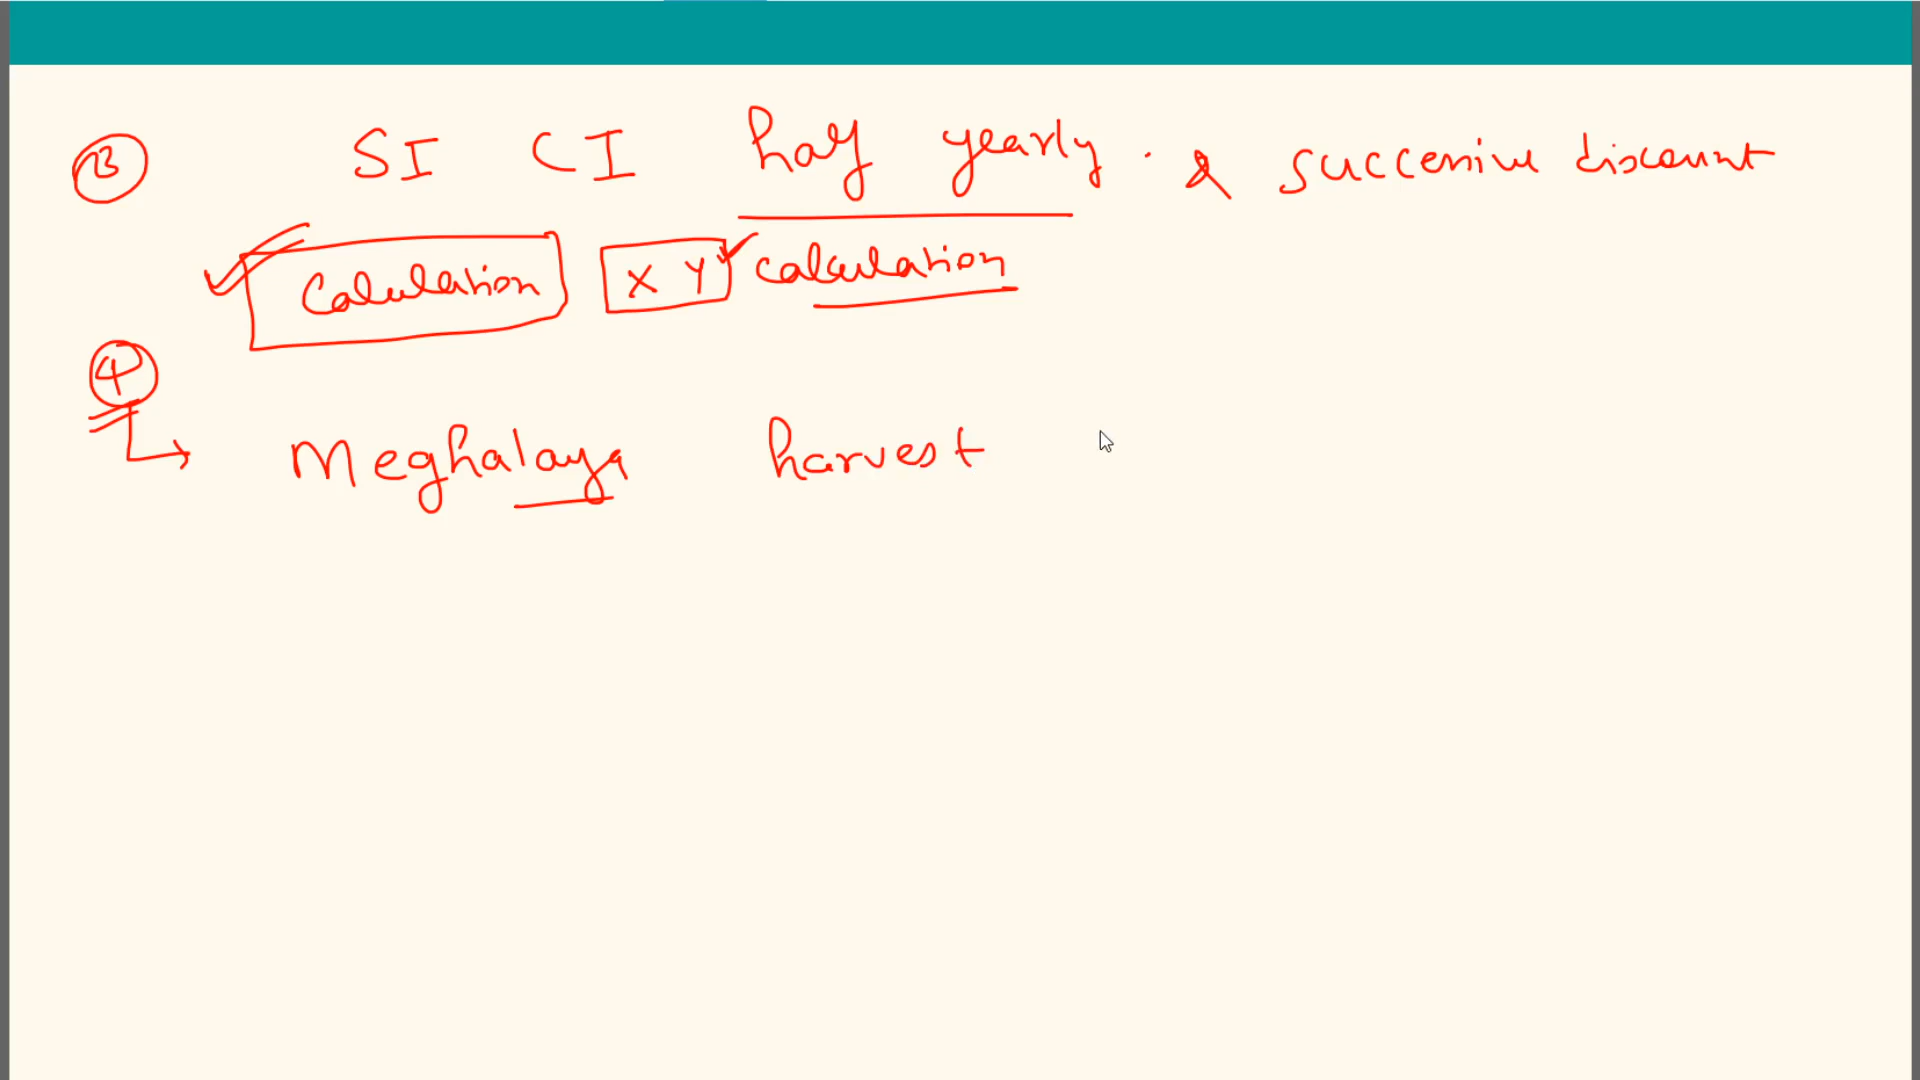 ③ SI CI half yearly . & successive discount
Calculation X Y calculation
④
Meghalaya harvest